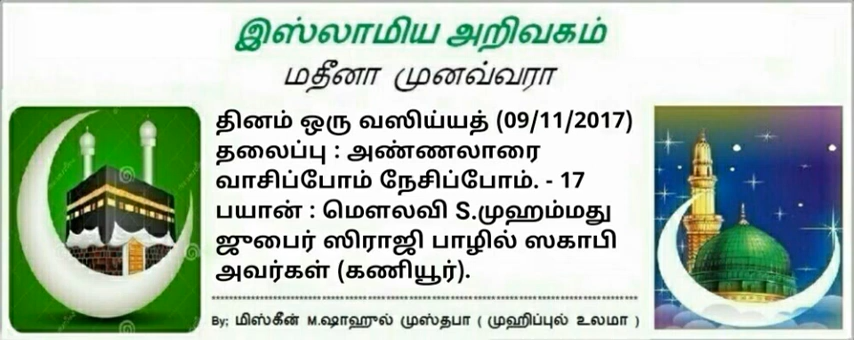 இஸ்லாமிய அறிவகம்
மதீனா முனவ்வரா
தினம் ஒரு வஸிய்யத் (09/11/2017)
தலைப்பு : அண்ணலாரை
வாசிப்போம் நேசிப்போம். - 17
பயான் : மௌலவி S.முஹம்மது
ஜுபைர் ஸிராஜி பாழில் ஸகாபி
அவர்கள் (கணியூர்).
By; மிஸ்கீன் M.ஷாஹுல் முஸ்தபா ( முஹிப்புல் உலமா )